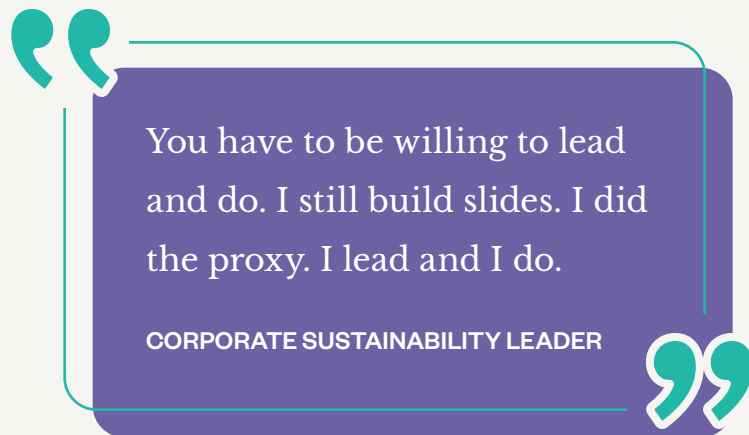 You have to be willing to lead
and do. I still build slides. I did
the proxy. I lead and I do.
CORPORATE SUSTAINABILITY LEADER